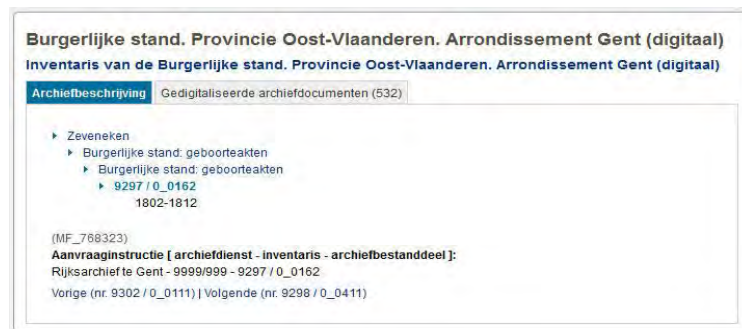 Burgerlijke stand. Provincie Oost-Vlaanderen. Arrondissement Gent (digitaal)
Inventaris van de Burgerlijke stand. Provincie Oost-Vlaanderen. Arrondissement Gent (digitaal)
Archiefbeschrijving Gedigitaliseerde archiefdocumenten (532)
Zeveneken
Burgerlijke stand: geboorteakten
Burgerlijke stand: geboorteakten
9297 / 0_0162
1802-1812
(MF_768323)
Aanvraaginstructie [ archiefdienst - inventaris - archiefbestanddeel ]:
Rijksarchief te Gent - 9999/999 - 9297 / 0_0162
Vorige (nr. 9302 / 0_0111) | Volgende (nr. 9298 / 0_0411)